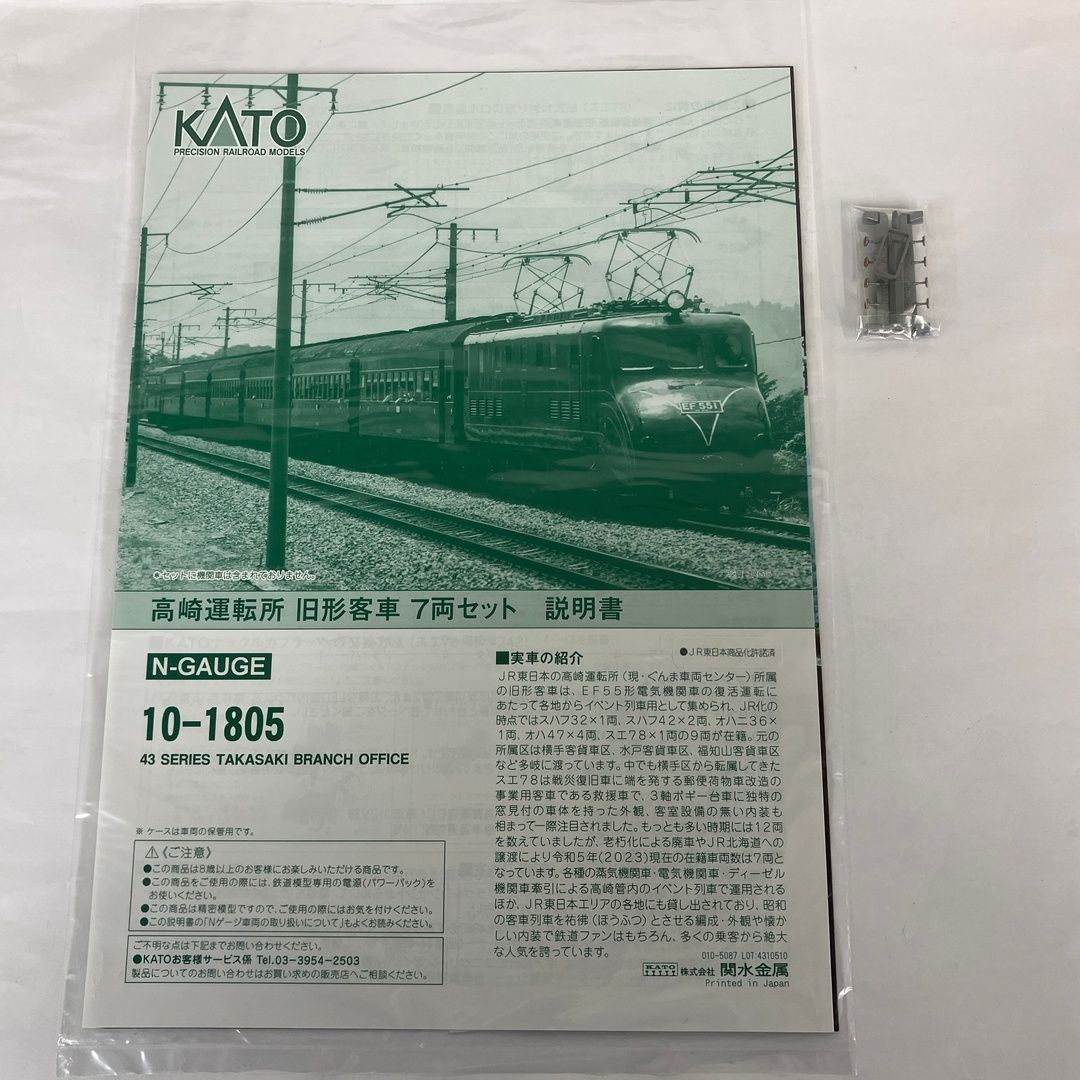 KATO
PRECISION RAILROAD MODELS
EF 551
＊セットに機関車は含まれておりません。
高崎運転所 旧形客車 7両セット 説明書
N-GAUGE
10-1805
43 SERIES TAKASAKI BRANCH OFFICE
※ ケースは車両の保管用です。
⚠《ご注意》
●この商品は8歳以上のお客様にお楽しみいただける商品です。
●この商品をご使用の際には、鉄道模型専用の電源(パワーパック)を
お使いください。
●この商品は精密模型ですので、ご使用の際にはお気を付けください。
●この説明書の「Nゲージ車両の取り扱いについて」もよくお読みください。
ご不明な点は下記までお問い合わせください。
●KATOお客様サービス係 Tel.03-3954-2503
製品についてのお問い合わせはお買い求めの販売店へご相談ください。
●JR東日本商品化許諾済
■実車の紹介
JR東日本の高崎運転所(現・ぐんま車両センター)所属
の旧形客車は、EF55形電気機関車の復活運転に
あたって各地からイベント列車用として集められ、JR化の
時点ではスハフ32×1両、スハフ42×2両、オハニ36×
1両、オハ47×4両、スエ78×1両の9両が在籍。元の
所属区は横手客貨車区、水戸客貨車区、福知山客貨車区
など多岐に渡っています。中でも横手区から転属してきた
スエ78は戦災復旧車に端を発する郵便荷物車改造の
事業用客車である救援車で、3軸ボギー台車に独特の
窓見付の車体を持った外観、客室設備の無い内装も
相まって一際注目されました。もっとも多い時期には12両
を数えていましたが、老朽化による廃車やJR北海道への
譲渡により令和5年(2023)現在の在籍車両数は7両と
なっています。各種の蒸気機関車・電気機関車・ディーゼル
機関車牽引による高崎管内のイベント列車で運用される
ほか、JR東日本エリアの各地にも貸し出されており、昭和
の客車列車を彷彿(ほうふつ)とさせる編成・外観や懐か
しい内装で鉄道ファンはもちろん、多くの乗客から絶大
な人気を誇っています。
010-5087 LOT:4310510
KATO 株式会社 関水金属
Printed in Japan